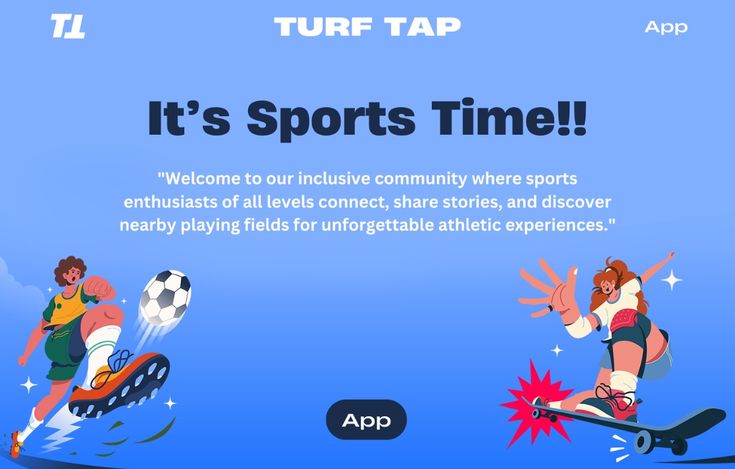 TT TURF TAP App
It's Sports Time!!
"Welcome to our inclusive community where sports
enthusiasts of all levels connect, share stories, and discover
nearby playing fields for unforgettable athletic experiences."
App